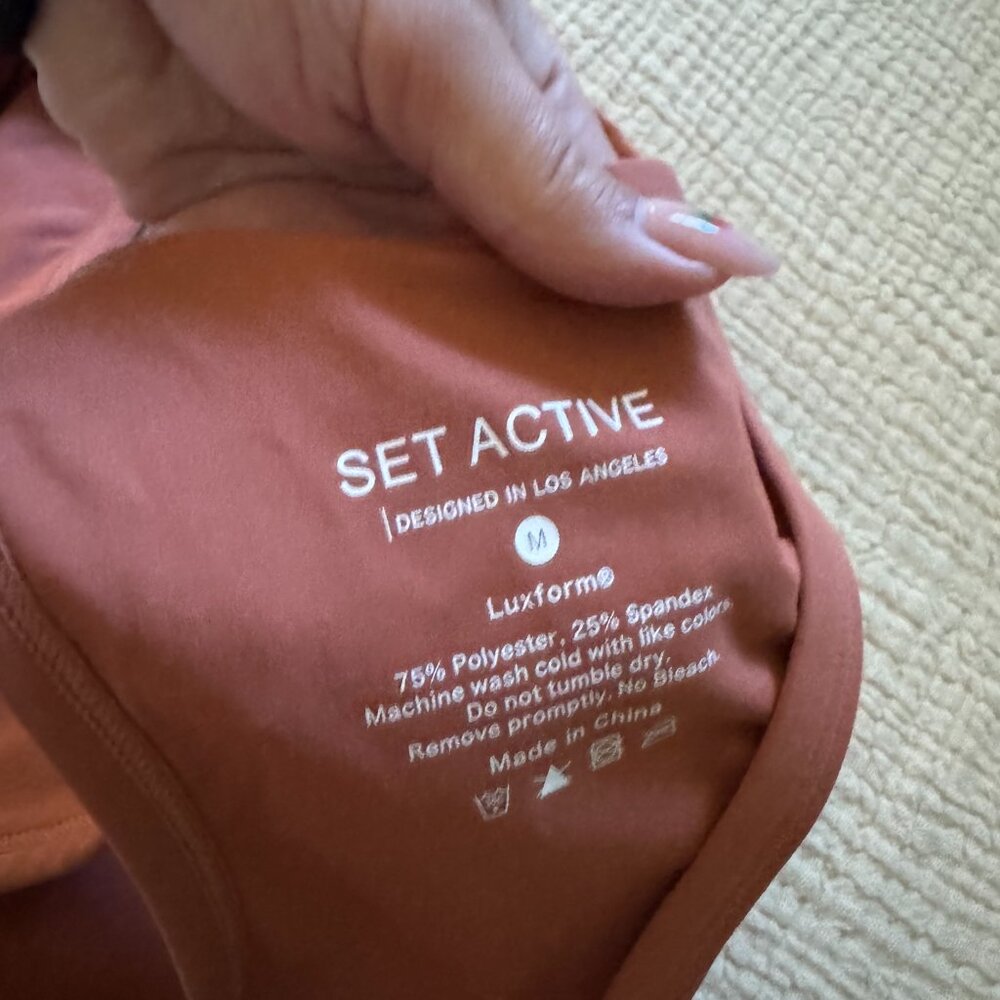 SET ACTIVE
DESIGNED IN LOS ANGELES
M
Luxform®
75% Polyester, 25% Spandex
Machine wash cold with like colors.
Do not tumble dry.
Remove promptly. No Bleach.
Made in China